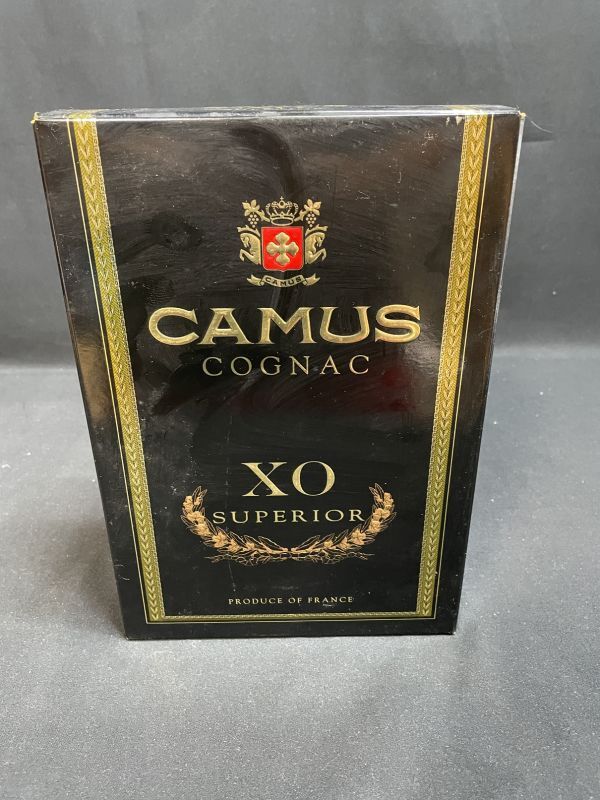 CAMUS
CAMUS
COGNAC
XO
SUPERIOR
PRODUCE OF FRANCE